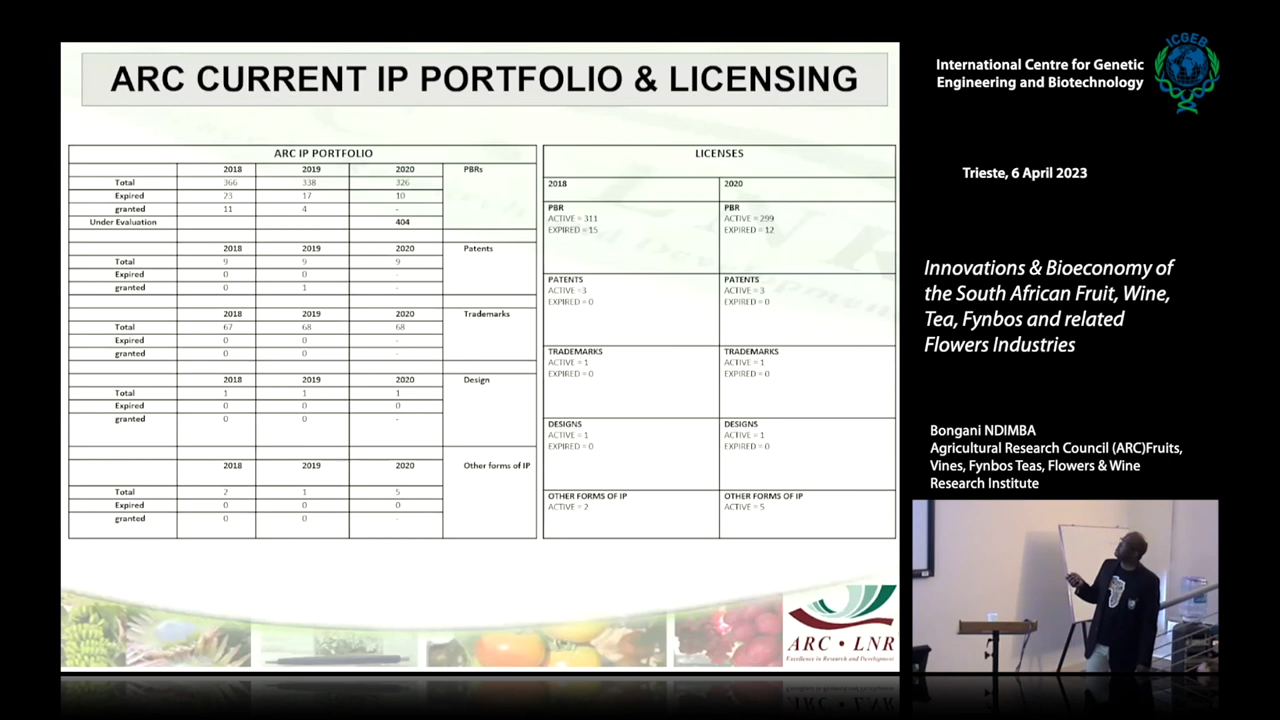 ARC CURRENT IP PORTFOLIO & LICENSING
ARC IP PORTFOLIO
2018 2019 2020 PBRs
Total 366 338 326
Expired 23 17 10
granted 11 4 -
Under Evaluation 404
2018 2019 2020 Patents
Total 9 9 9
Expired 0 0 -
granted 0 1 -
2018 2019 2020 Trademarks
Total 67 68 68
Expired 0 0 -
granted 0 0 -
2018 2019 2020 Design
Total 1 1 1
Expired 0 0 0
granted 0 0 -
2018 2019 2020 Other forms of IP
Total 2 1 5
Expired 0 0 0
granted 0 0 -
LICENSES
2018 2020
PBR PBR
ACTIVE = 311 ACTIVE = 299
EXPIRED = 15 EXPIRED = 12
PATENTS PATENTS
ACTIVE =3 ACTIVE = 3
EXPIRED = 0 EXPIRED = 0
TRADEMARKS TRADEMARKS
ACTIVE = 1 ACTIVE = 1
EXPIRED = 0 EXPIRED = 0
DESIGNS DESIGNS
ACTIVE = 1 ACTIVE = 1
EXPIRED = 0 EXPIRED = 0
OTHER FORMS OF IP OTHER FORMS OF IP
ACTIVE = 2 ACTIVE = 5
ARC • LNR
Excellence in Research and Development
International Centre for Genetic
Engineering and Biotechnology
ICGEB
Trieste, 6 April 2023
Innovations & Bioeconomy of
the South African Fruit, Wine,
Tea, Fynbos and related
Flowers Industries
Bongani NDIMBA
Agricultural Research Council (ARC)Fruits,
Vines, Fynbos Teas, Flowers & Wine
Research Institute